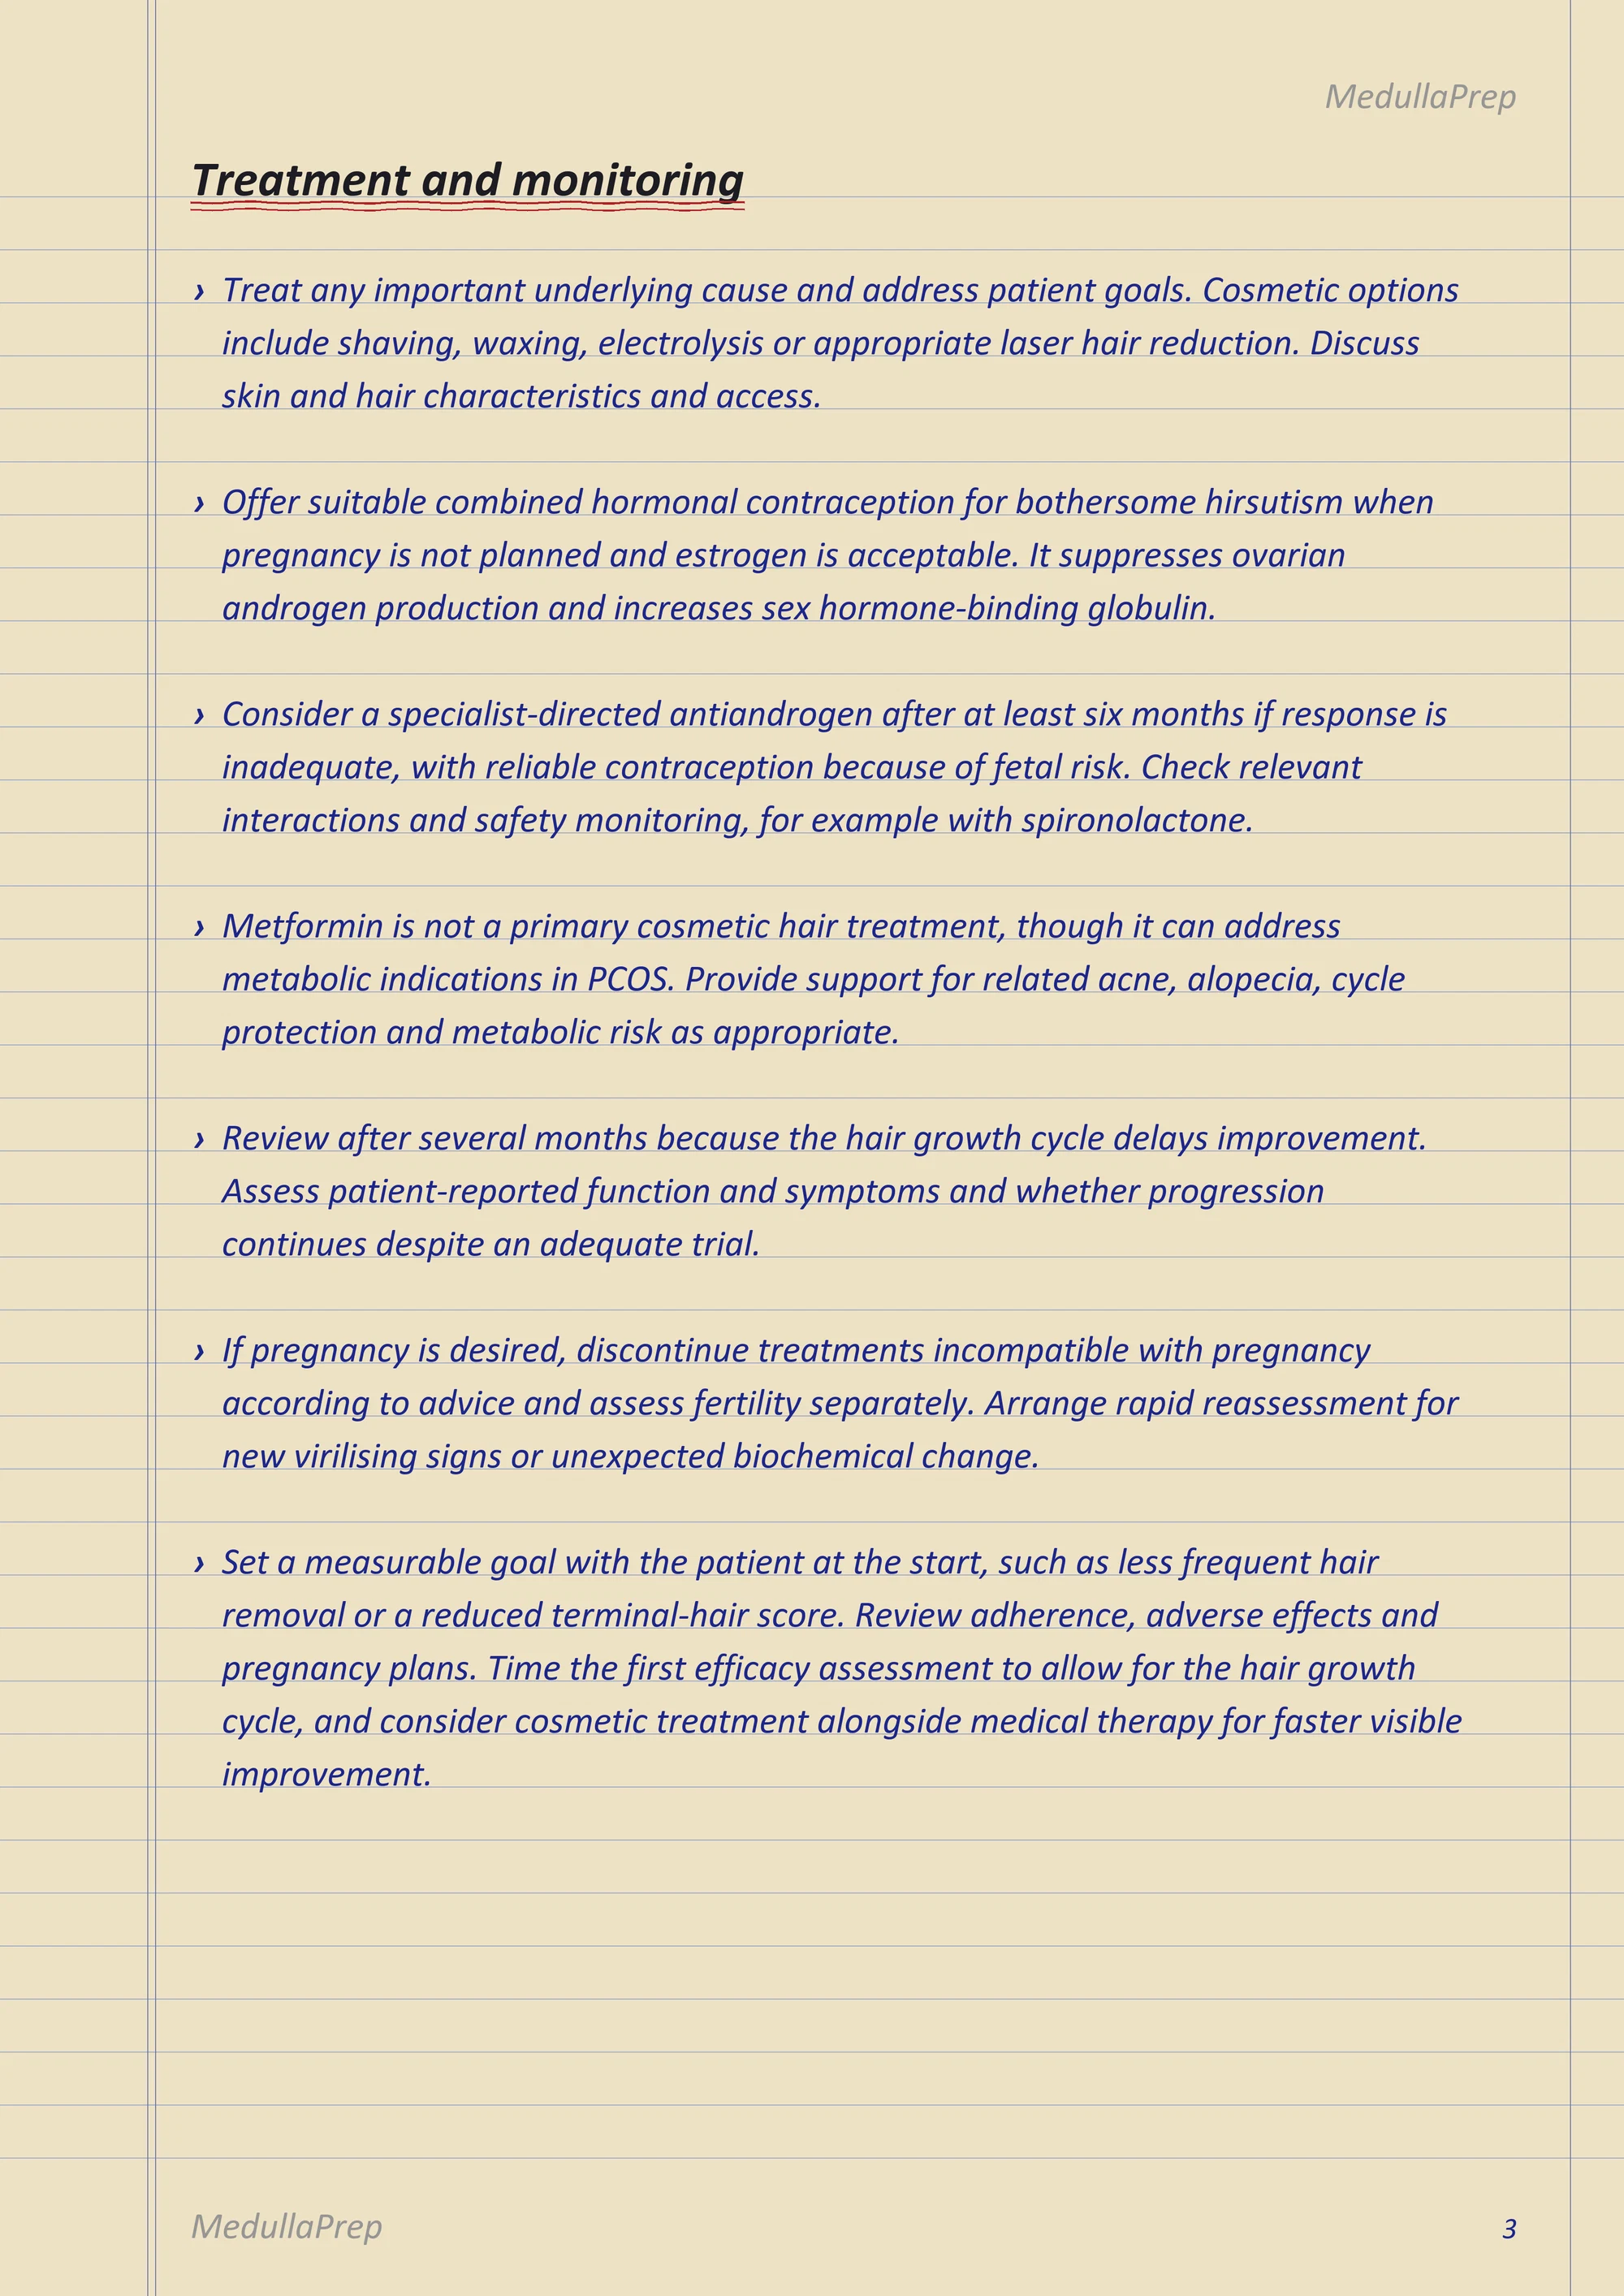 MedullaPrep
Treatment and monitoring
› Treat any important underlying cause and address patient goals. Cosmetic options
include shaving, waxing, electrolysis or appropriate laser hair reduction. Discuss
skin and hair characteristics and access.
› Offer suitable combined hormonal contraception for bothersome hirsutism when
pregnancy is not planned and estrogen is acceptable. It suppresses ovarian
androgen production and increases sex hormone-binding globulin.
› Consider a specialist-directed antiandrogen after at least six months if response is
inadequate, with reliable contraception because of fetal risk. Check relevant
interactions and safety monitoring, for example with spironolactone.
› Metformin is not a primary cosmetic hair treatment, though it can address
metabolic indications in PCOS. Provide support for related acne, alopecia, cycle
protection and metabolic risk as appropriate.
› Review after several months because the hair growth cycle delays improvement.
Assess patient-reported function and symptoms and whether progression
continues despite an adequate trial.
› If pregnancy is desired, discontinue treatments incompatible with pregnancy
according to advice and assess fertility separately. Arrange rapid reassessment for
new virilising signs or unexpected biochemical change.
› Set a measurable goal with the patient at the start, such as less frequent hair
removal or a reduced terminal-hair score. Review adherence, adverse effects and
pregnancy plans. Time the first efficacy assessment to allow for the hair growth
cycle, and consider cosmetic treatment alongside medical therapy for faster visible
improvement.
MedullaPrep
3